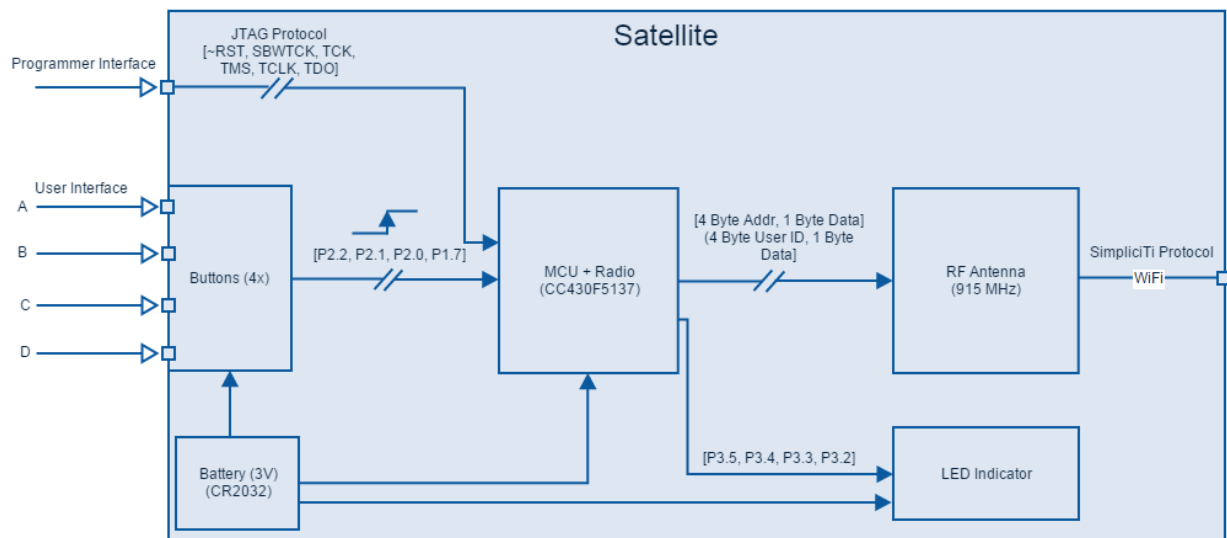 Satellite
JTAG Protocol
[~RST, SBWTCK, TCK,
TMS, TCLK, TDO]
Programmer Interface
User Interface
A
B
C
D
Buttons (4x)
[P2.2, P2.1, P2.0, P1.7]
MCU + Radio
(CC430F5137)
[4 Byte Addr, 1 Byte Data]
(4 Byte User ID, 1 Byte
Data]
RF Antenna
(915 MHz)
SimpliciTi Protocol
WiFi
Battery (3V)
(CR2032)
[P3.5, P3.4, P3.3, P3.2]
LED Indicator